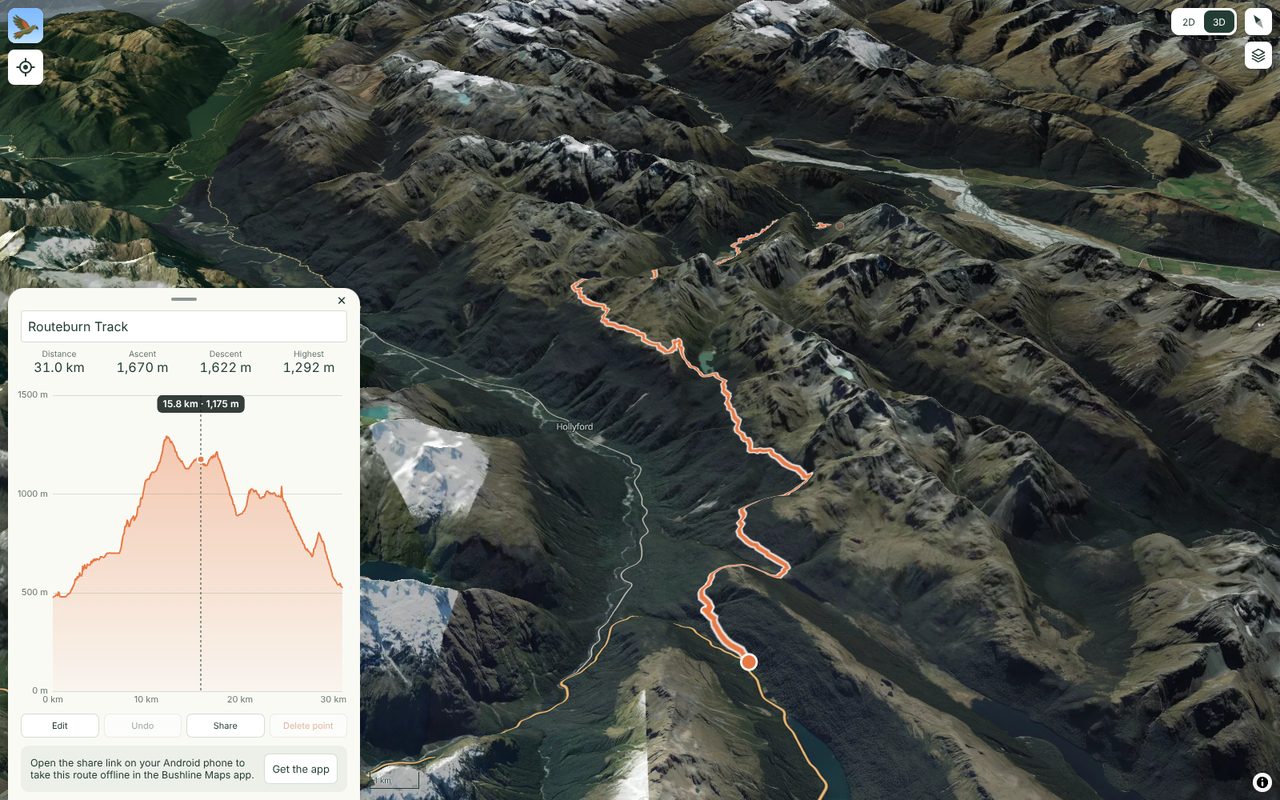 2D
3D
Routeburn Track
Distance
Ascent
Descent
Highest
31.0 km
1,670 m
1,622 m
1,292 m
1500 m
15.8 km · 1,175 m
1000 m
500 m
0 m
0 km
10 km
20 km
30 km
Edit
Undo
Share
Delete point
Open the share link on your Android phone to
take this route offline in the Bushline Maps app.
Get the app
Hollyford
km